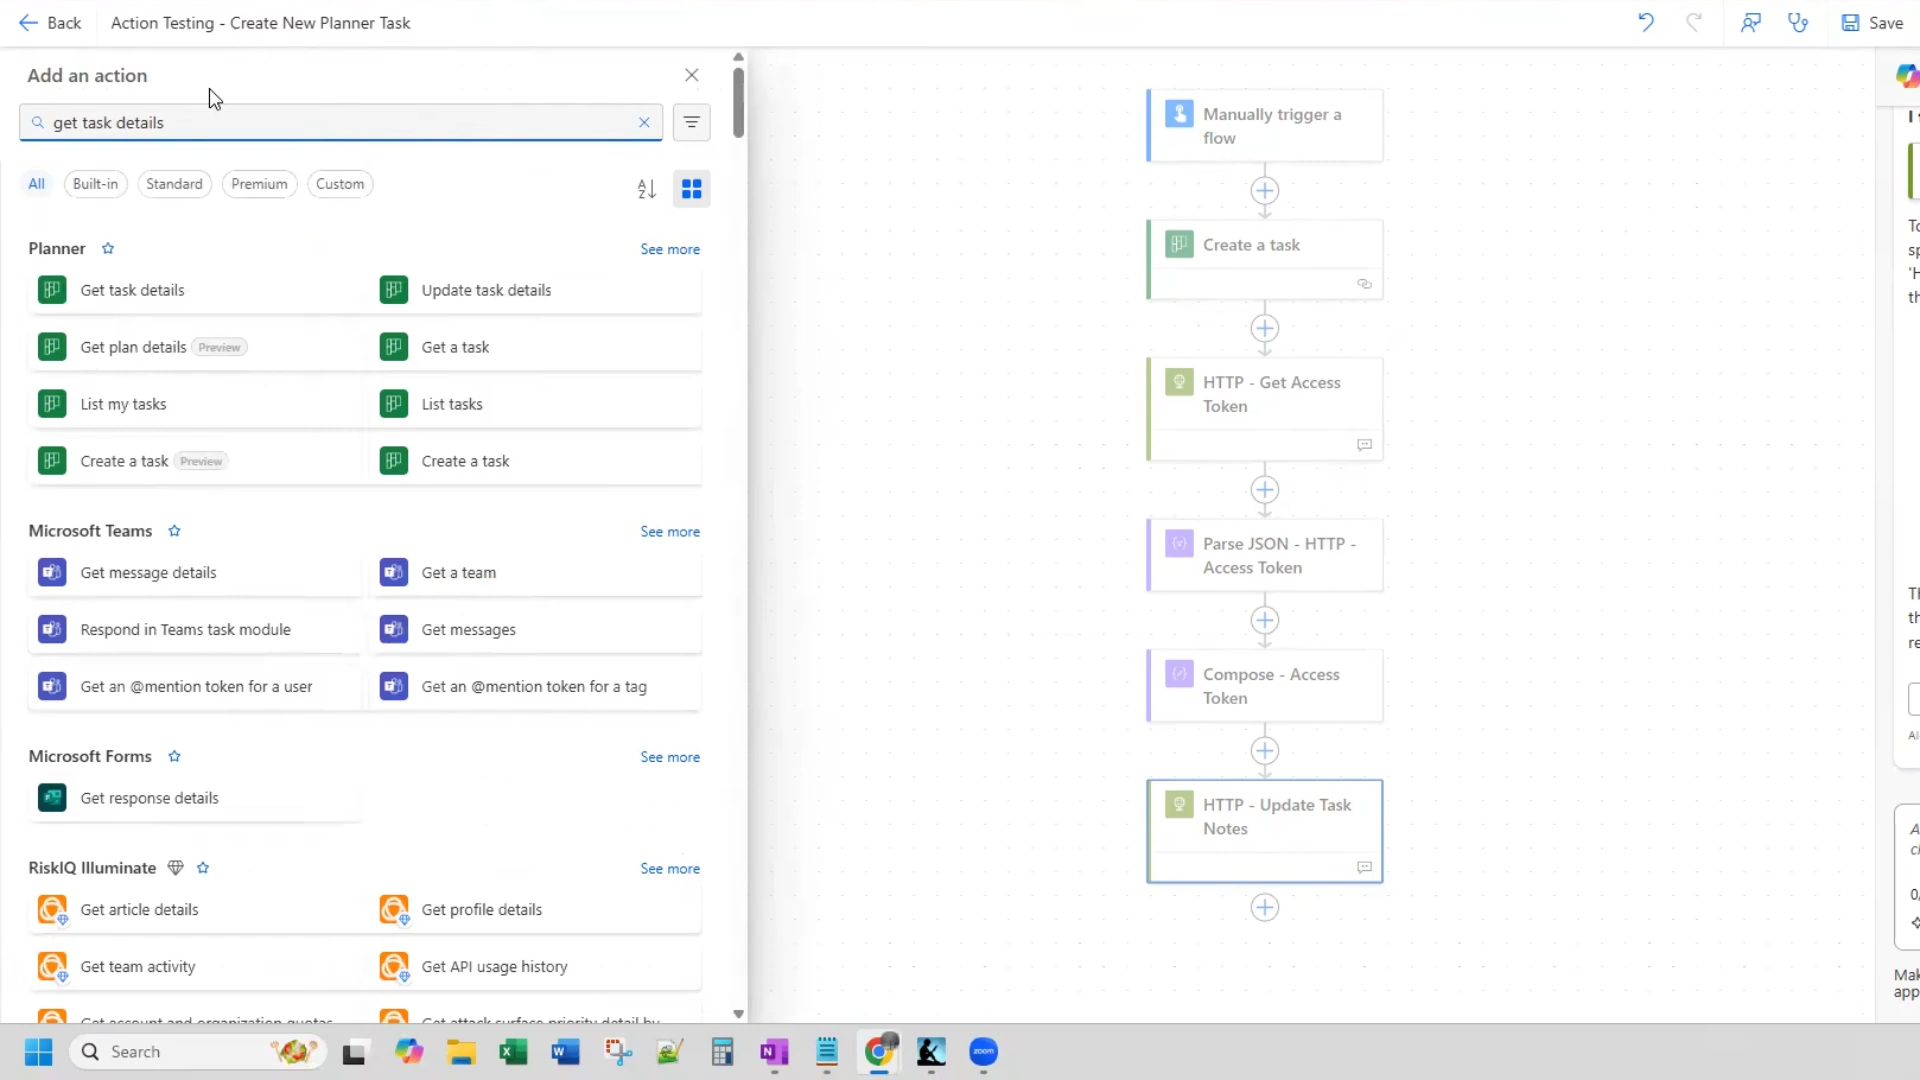 Back
Action Testing - Create New Planner Task
Save
Add an action
get task details
All
Built-in
Standard
Premium
Custom
Planner
See more
Get task details
Update task details
Get plan details Preview
Get a task
List my tasks
List tasks
Create a task Preview
Create a task
Microsoft Teams
See more
Get message details
Get a team
Respond in Teams task module
Get messages
Get an @mention token for a user
Get an @mention token for a tag
Microsoft Forms
See more
Get response details
RiskIQ Illuminate
See more
Get article details
Get profile details
Get team activity
Get API usage history
Manually trigger a
flow
Create a task
HTTP - Get Access
Token
Parse JSON - HTTP -
Access Token
Compose - Access
Token
HTTP - Update Task
Notes
Search
zoom